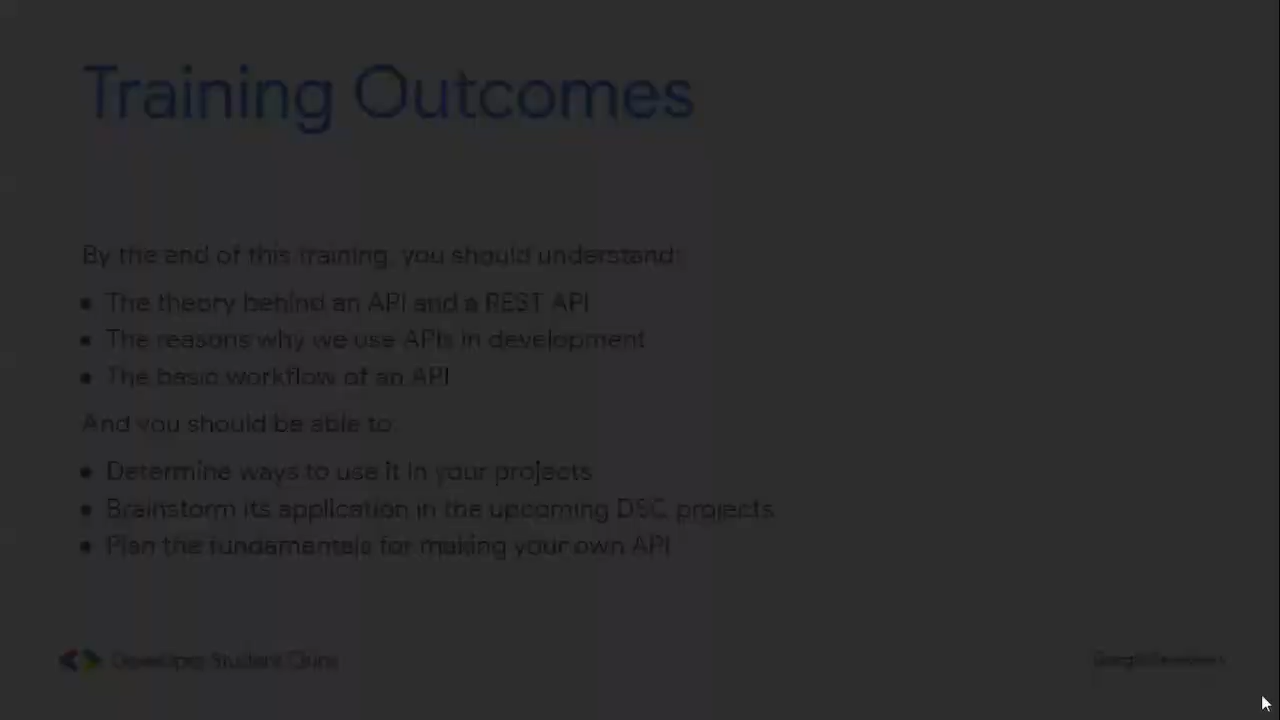 Training Outcomes
By the end of this training, you should understand:
● The theory behind an API and a REST API
● The reasons why we use APIs in development
● The basic workflow of an API
And you should be able to:
● Determine ways to use it in your projects
● Brainstorm its application in the upcoming DSC projects
● Plan the fundamentals for making your own API
Developer Student Clubs
Google Developers